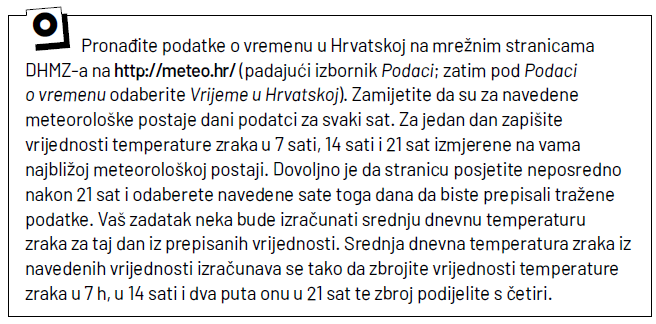 Pronađite podatke o vremenu u Hrvatskoj na mrežnim stranicama
DHMZ-a na http://meteo.hr/ (padajući izbornik Podaci; zatim pod Podaci
o vremenu odaberite Vrijeme u Hrvatskoj). Zamijetite da su za navedene
meteorološke postaje dani podatci za svaki sat. Za jedan dan zapišite
vrijednosti temperature zraka u 7 sati, 14 sati i 21 sat izmjerene na vama
najbližoj meteorološkoj postaji. Dovoljno je da stranicu posjetite neposredno
nakon 21 sat i odaberete navedene sate toga dana da biste prepisali tražene
podatke. Vaš zadatak neka bude izračunati srednju dnevnu temperaturu
zraka za taj dan iz prepisanih vrijednosti. Srednja dnevna temperatura zraka iz
navedenih vrijednosti izračunava se tako da zbrojite vrijednosti temperature
zraka u 7 h, u 14 sati i dva puta onu u 21 sat te zbroj podijelite s četiri.